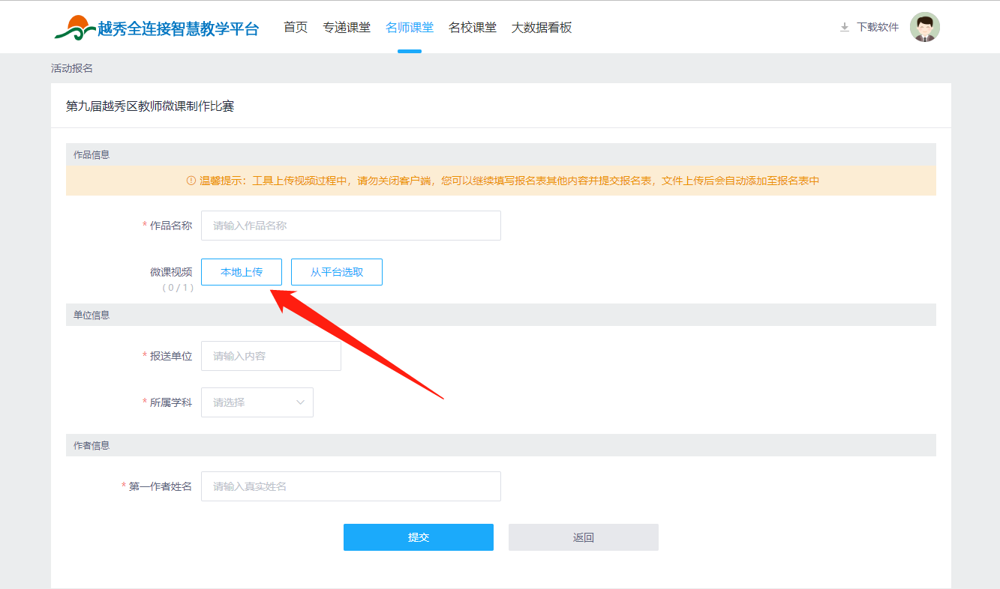 越秀全连接智慧教学平台 首页 专递课堂 名师课堂 名校课堂 大数据看板 下载软件
活动报名
第九届越秀区教师微课制作比赛
作品信息
温馨提示：工具上传视频过程中，请勿关闭客户端，您可以继续填写报名表其他内容并提交报名表，文件上传后会自动添加至报名表中
* 作品名称 请输入作品名称
微课视频 本地上传 从平台选取
( 0 / 1 )
单位信息
* 报送单位 请输入内容
* 所属学科 请选择
作者信息
* 第一作者姓名 请输入真实姓名
提交 返回